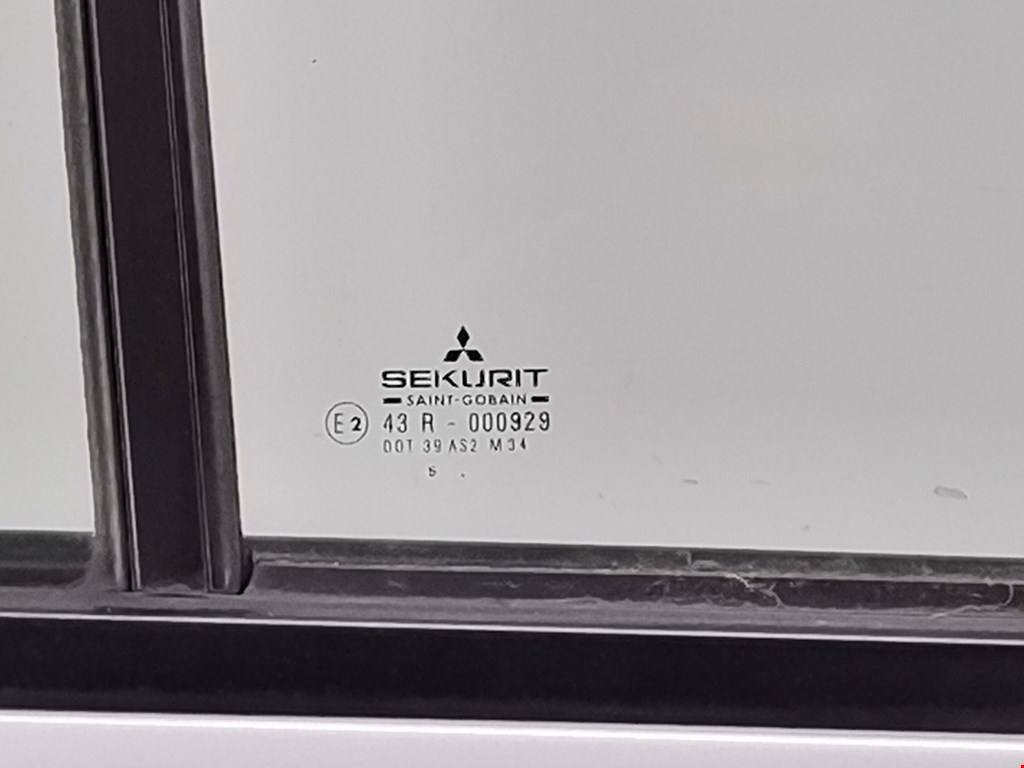 SEKURIT
SAINT-GOBAIN
E2 43 R - 000929
DOT 39 AS2 M34